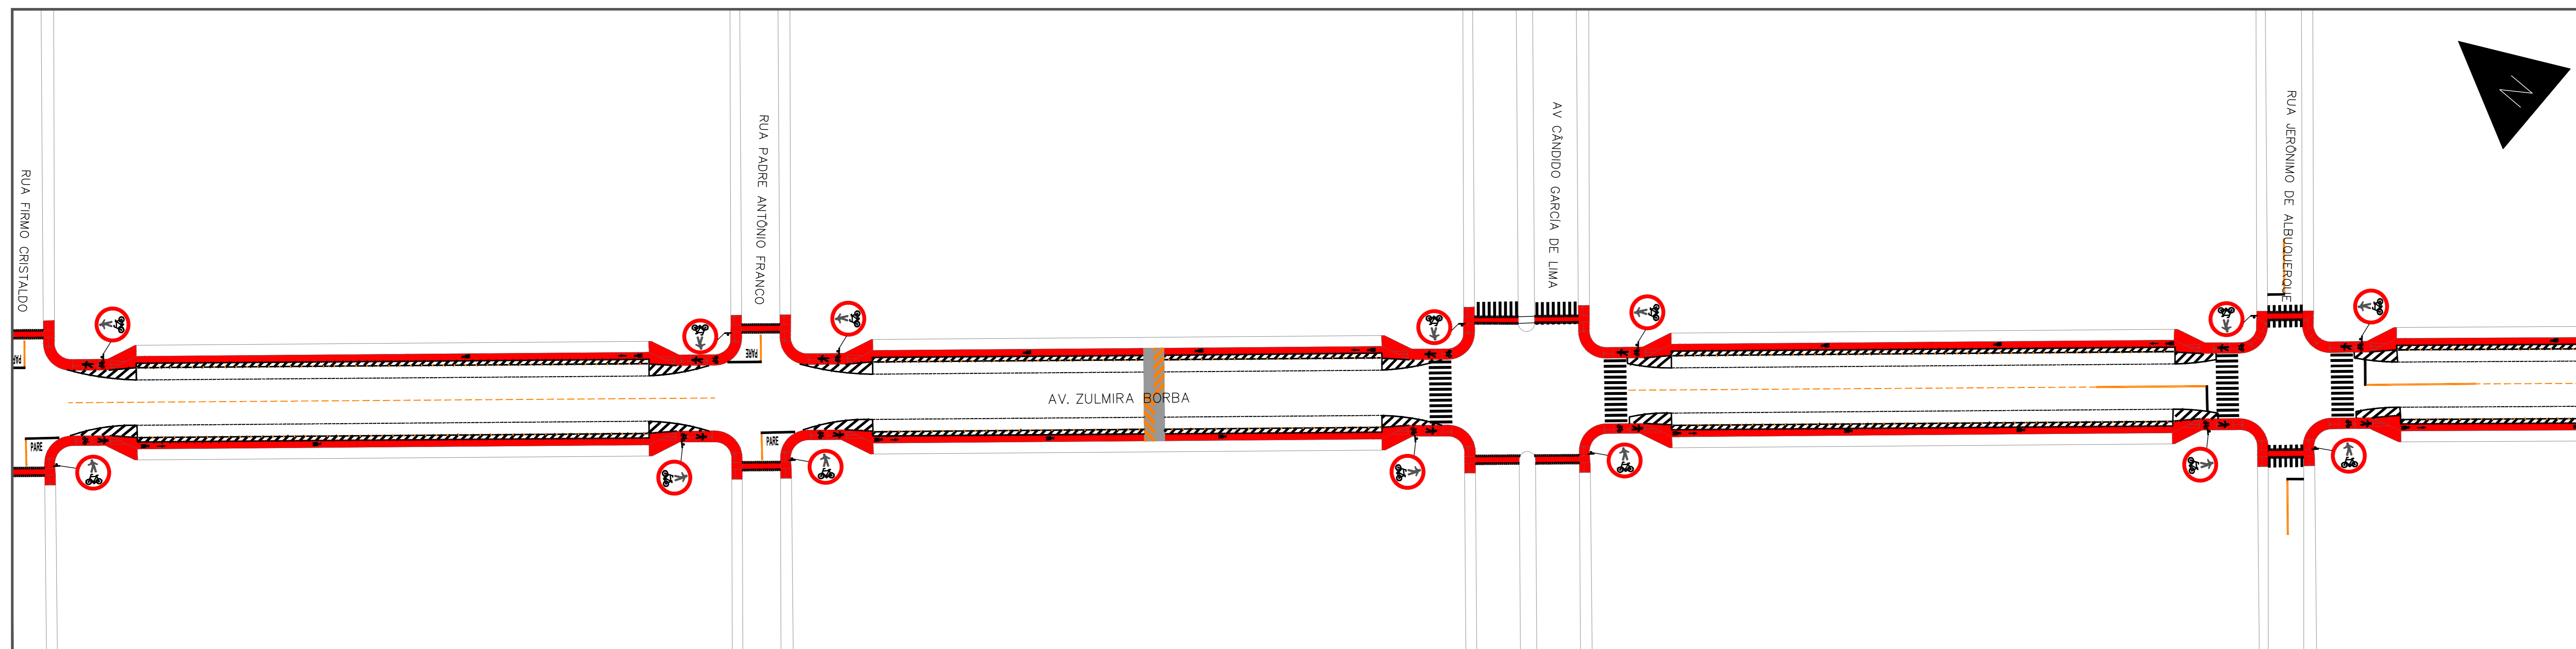 RUA FIRMO CRISTALDO
RUA PADRE ANTÔNIO FRANCO
AV CÂNDIDO GARCÍA DE LIMA
RUA JERÔNIMO DE ALBUQUERQUE
N
PARE
AV. ZULMIRA BORBA
PARE
PARE